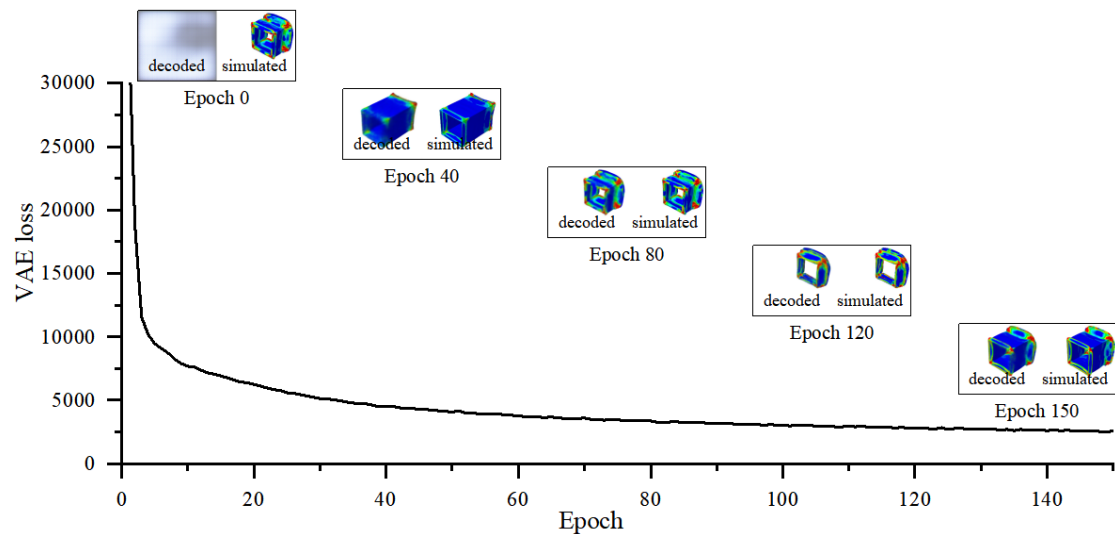 decoded simulated
Epoch 0
30000
decoded simulated
Epoch 40
25000
decoded simulated
Epoch 80
20000
decoded simulated
Epoch 120
15000
decoded simulated
Epoch 150
10000
5000
0
VAE loss
0 20 40 60 80 100 120 140
Epoch